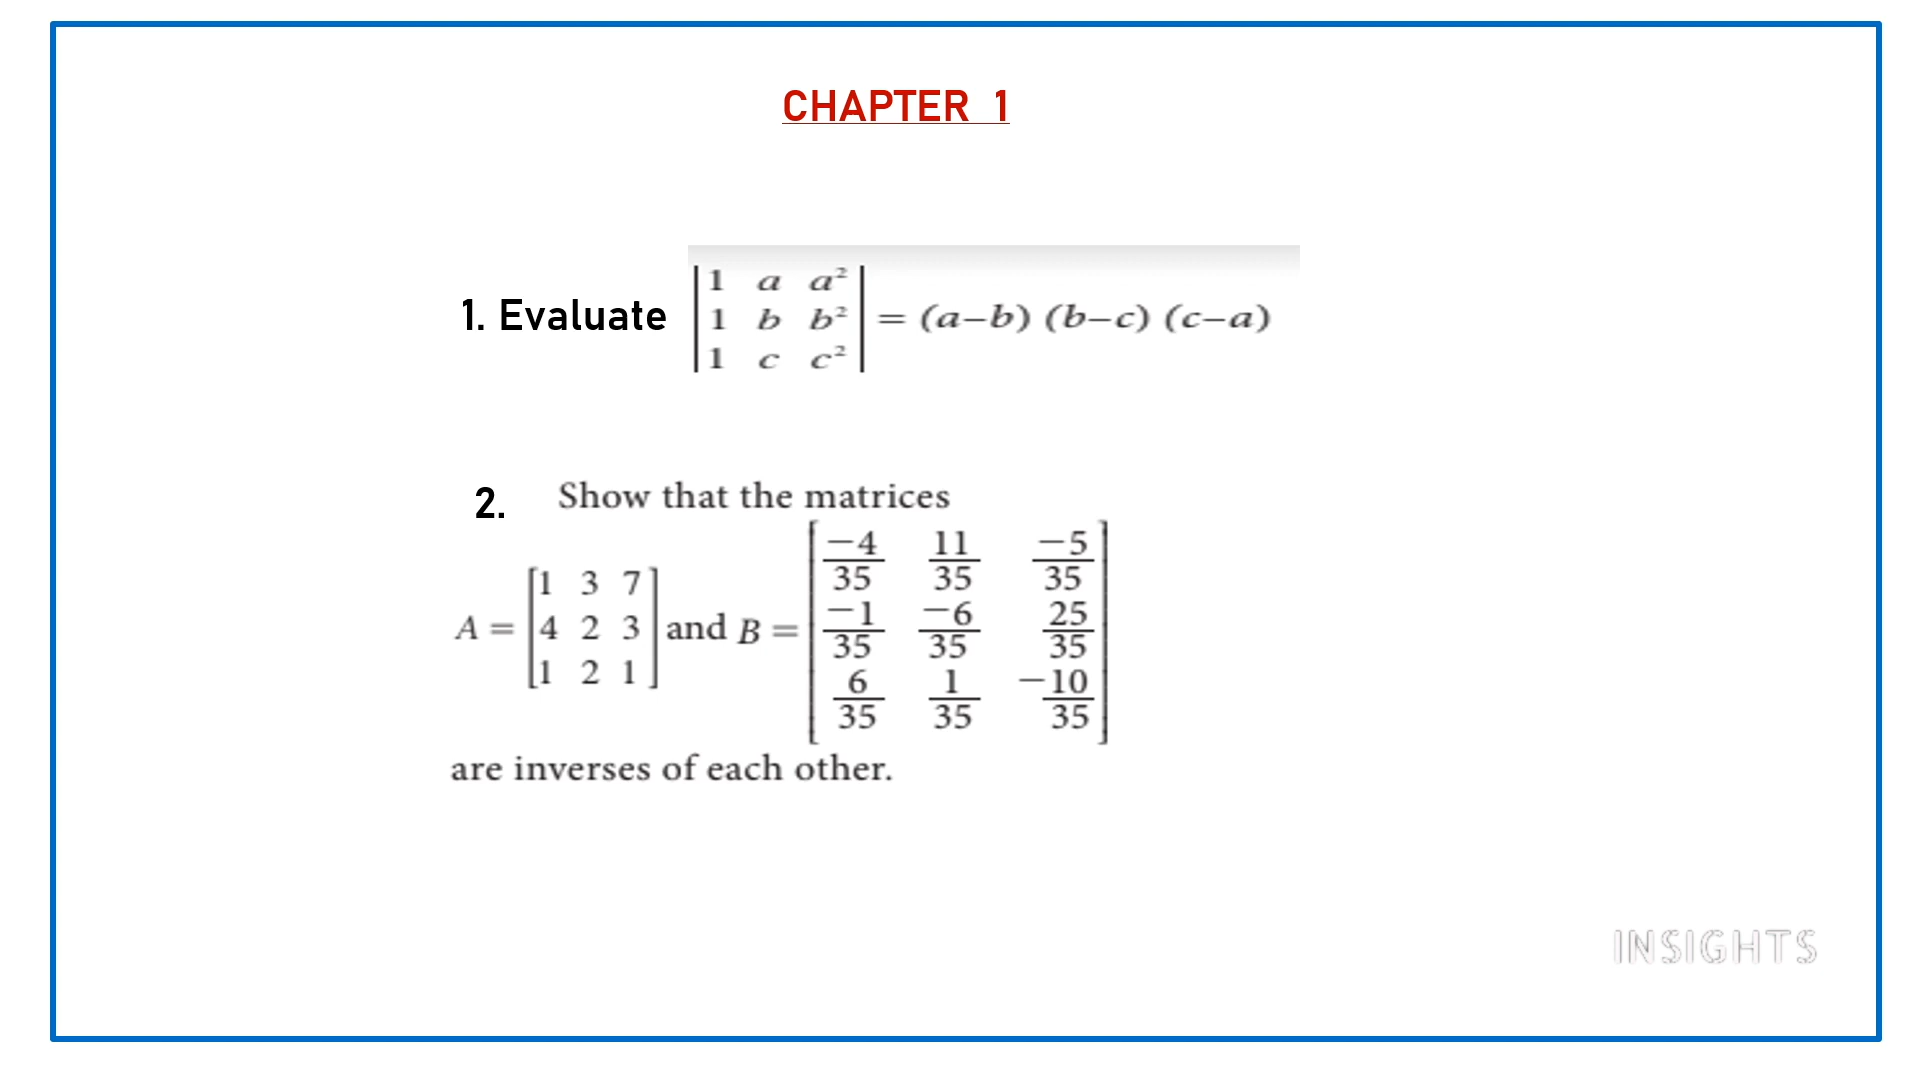 CHAPTER 1
1. Evaluate | 1 a a² | = (a–b) (b–c) (c–a)
| 1 b b² |
| 1 c c² |
2. Show that the matrices
A = [1 3 7; 4 2 3; 1 2 1] and B = [−4/35 11/35 −5/35; −1/35 −6/35 25/35; 6/35 1/35 −10/35]
are inverses of each other.
INSIGHTS